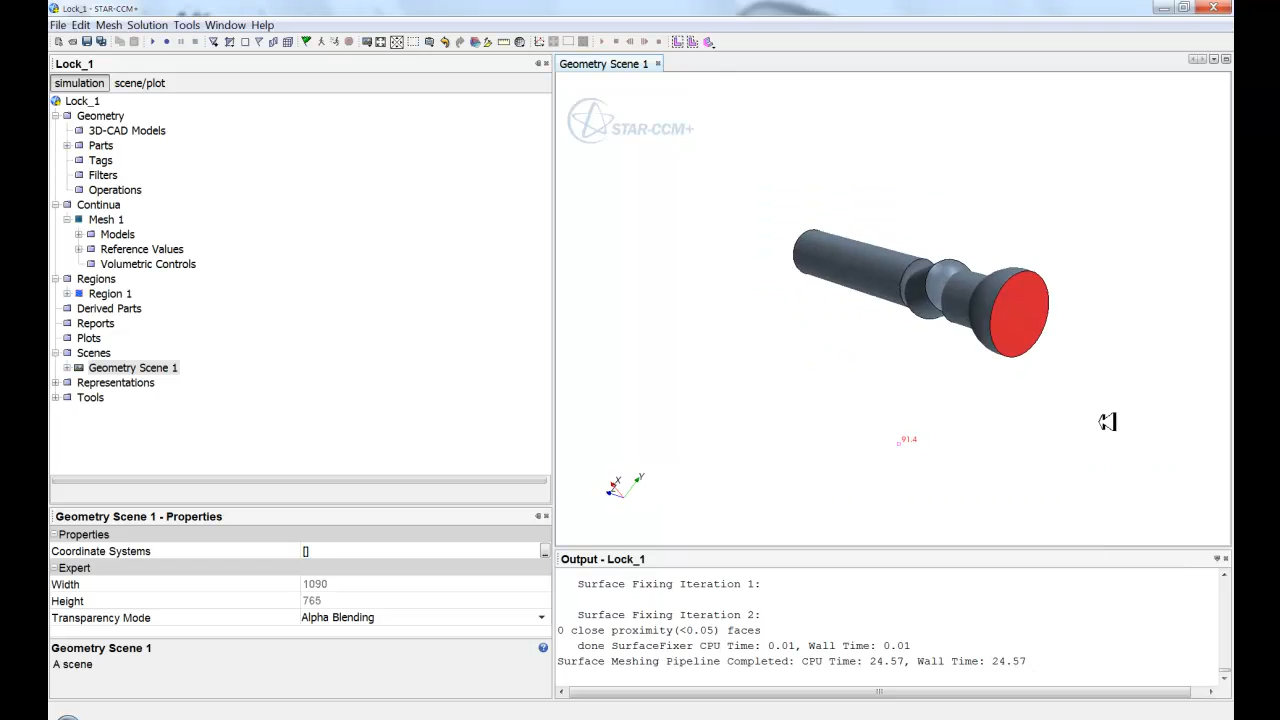 Lock_1 - STAR-CCM+
File Edit Mesh Solution Tools Window Help
Lock_1
simulation scene/plot
Lock_1
Geometry
3D-CAD Models
Parts
Tags
Filters
Operations
Continua
Mesh 1
Models
Reference Values
Volumetric Controls
Regions
Region 1
Derived Parts
Reports
Plots
Scenes
Geometry Scene 1
Representations
Tools
Geometry Scene 1 - Properties
Properties
Coordinate Systems []
Expert
Width 1090
Height 765
Transparency Mode Alpha Blending
Geometry Scene 1
A scene
Geometry Scene 1
STAR-CCM+
91.4
X Y
Output - Lock_1
Surface Fixing Iteration 1:
Surface Fixing Iteration 2:
0 close proximity(<0.05) faces
done SurfaceFixer CPU Time: 0.01, Wall Time: 0.01
Surface Meshing Pipeline Completed: CPU Time: 24.57, Wall Time: 24.57